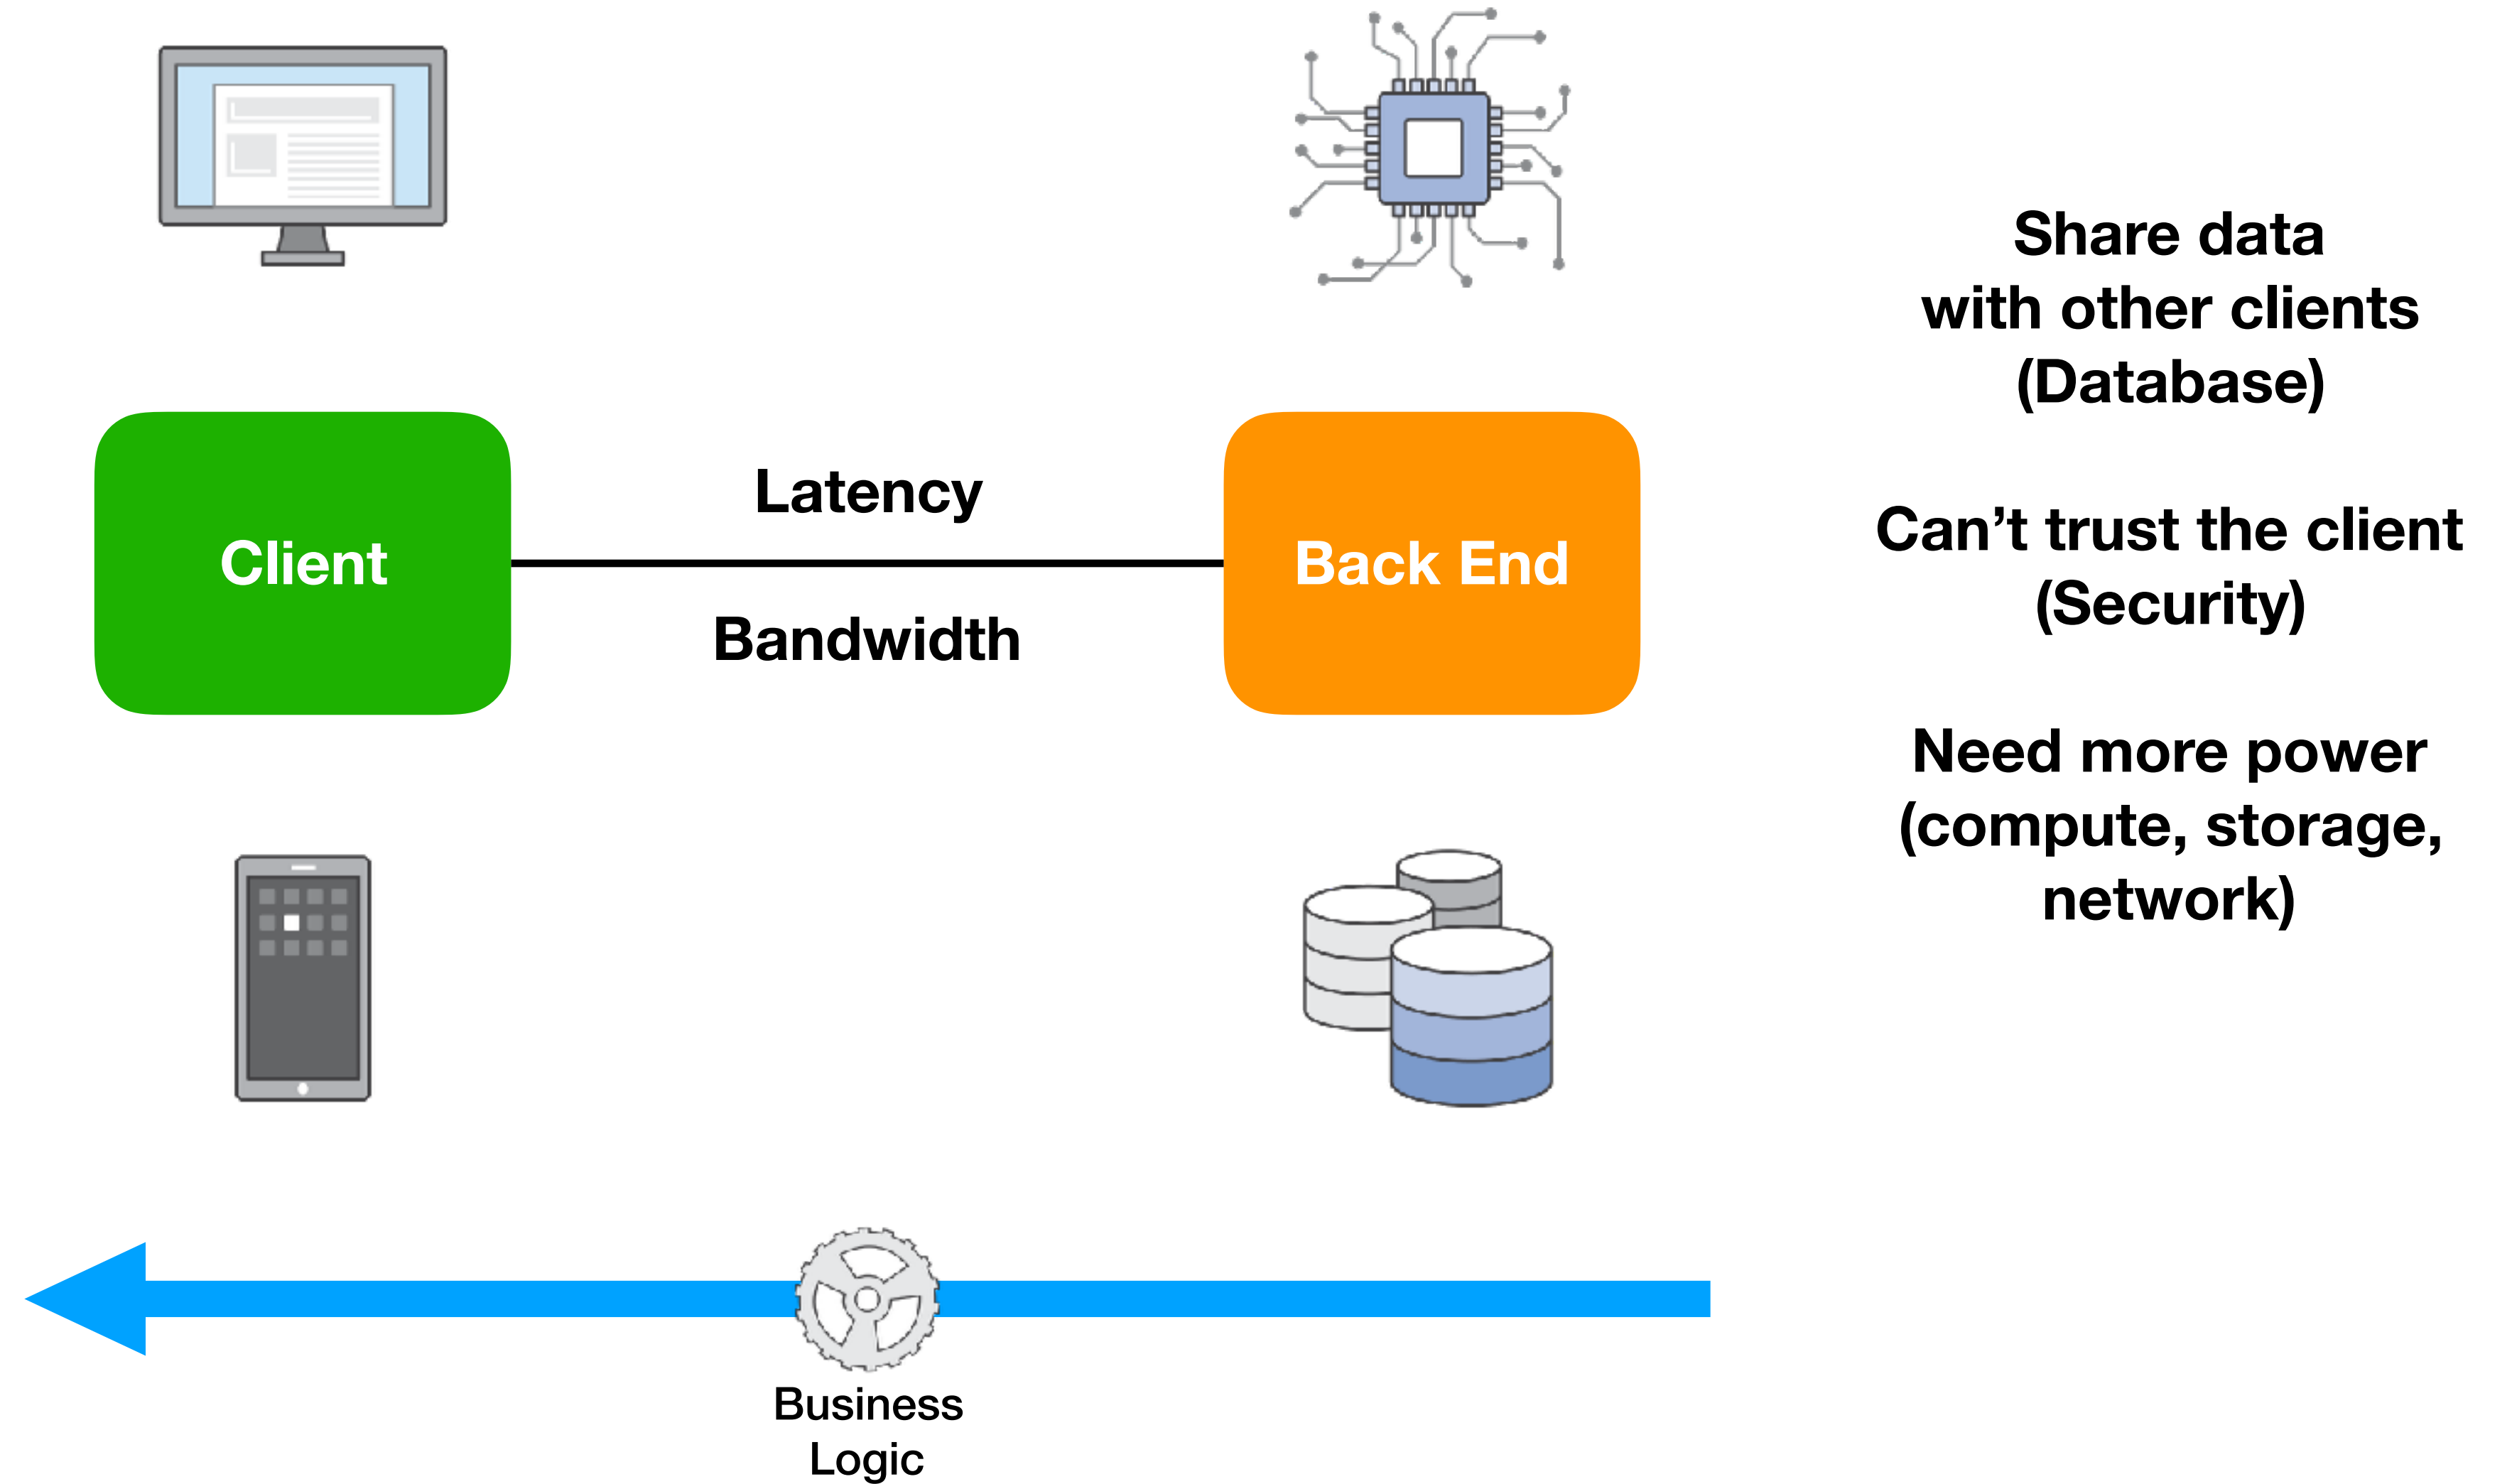 Client
Latency
Bandwidth
Back End
Share data
with other clients
(Database)
Can’t trust the client
(Security)
Need more power
(compute, storage,
network)
Business
Logic